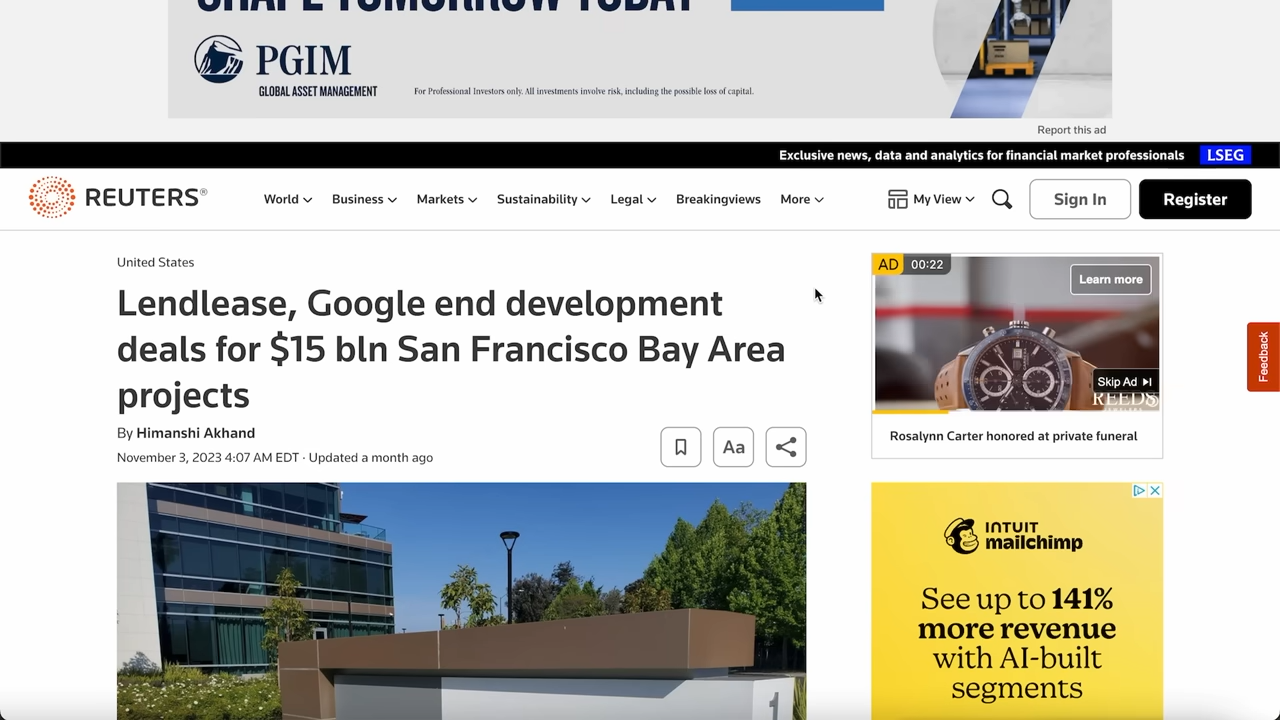 SHAPE TOMORROW TODAY
PGIM
GLOBAL ASSET MANAGEMENT
For Professional Investors only. All investments involve risk, including the possible loss of capital.
Report this ad
Exclusive news, data and analytics for financial market professionals
LSEG
REUTERS®
World
Business
Markets
Sustainability
Legal
Breakingviews
More
My View
Sign In
Register
United States
Lendlease, Google end development
deals for $15 bln San Francisco Bay Area
projects
By Himanshi Akhand
November 3, 2023 4:07 AM EDT · Updated a month ago
Aa
AD 00:22
Learn more
Skip Ad
REEDS
Rosalynn Carter honored at private funeral
Feedback
INTUIT
mailchimp
See up to 141%
more revenue
with AI-built
segments
1